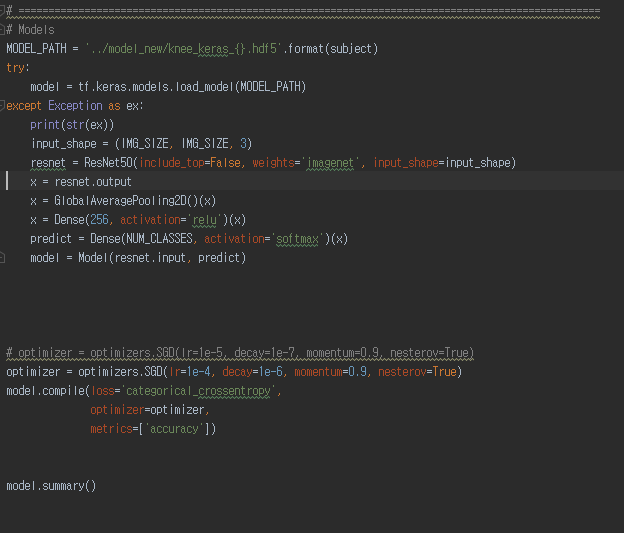 # =================================================================================================
# Models
MODEL_PATH = '../model_new/knee_keras_{}.hdf5'.format(subject)
try:
    model = tf.keras.models.load_model(MODEL_PATH)
except Exception as ex:
    print(str(ex))
    input_shape = (IMG_SIZE, IMG_SIZE, 3)
    resnet = ResNet50(include_top=False, weights='imagenet', input_shape=input_shape)
    x = resnet.output
    x = GlobalAveragePooling2D()(x)
    x = Dense(256, activation='relu')(x)
    predict = Dense(NUM_CLASSES, activation='softmax')(x)
    model = Model(resnet.input, predict)
# optimizer = optimizers.SGD(lr=1e-5, decay=1e-7, momentum=0.9, nesterov=True)
optimizer = optimizers.SGD(lr=1e-4, decay=1e-6, momentum=0.9, nesterov=True)
model.compile(loss='categorical_crossentropy',
              optimizer=optimizer,
              metrics=['accuracy'])
model.summary()